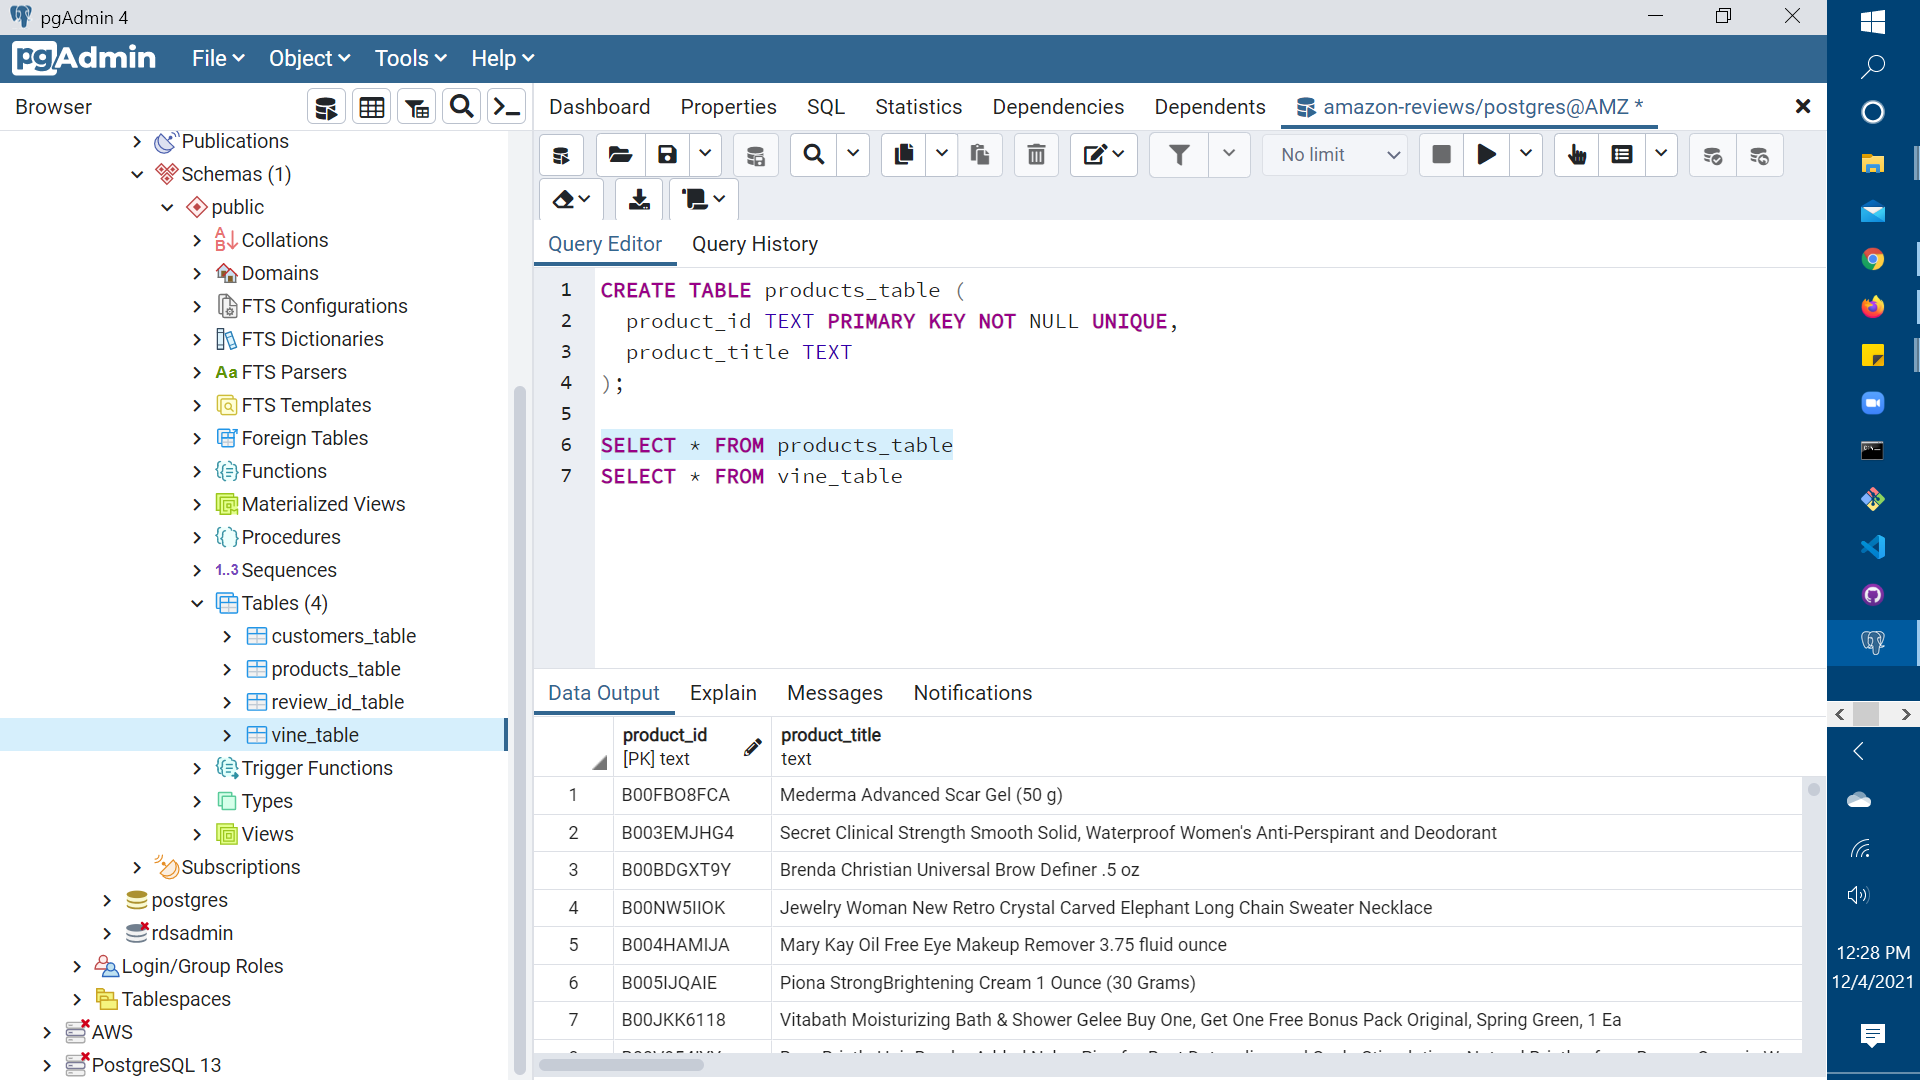 pgAdmin 4
pgAdmin File Object Tools Help
Browser
Publications
Schemas (1)
public
Collations
Domains
FTS Configurations
FTS Dictionaries
Aa FTS Parsers
FTS Templates
Foreign Tables
Functions
Materialized Views
Procedures
1..3 Sequences
Tables (4)
customers_table
products_table
review_id_table
vine_table
Trigger Functions
Types
Views
Subscriptions
postgres
rdsadmin
Login/Group Roles
Tablespaces
AWS
PostgreSQL 13
Dashboard Properties SQL Statistics Dependencies Dependents amazon-reviews/postgres@AMZ *
No limit
Query Editor Query History
1 CREATE TABLE products_table (
2 product_id TEXT PRIMARY KEY NOT NULL UNIQUE,
3 product_title TEXT
4 );
5
6 SELECT * FROM products_table
7 SELECT * FROM vine_table
Data Output Explain Messages Notifications
product_id product_title
[PK] text text
1 B00FBO8FCA Mederma Advanced Scar Gel (50 g)
2 B003EMJHG4 Secret Clinical Strength Smooth Solid, Waterproof Women's Anti-Perspirant and Deodorant
3 B00BDGXT9Y Brenda Christian Universal Brow Definer .5 oz
4 B00NW5IIOK Jewelry Woman New Retro Crystal Carved Elephant Long Chain Sweater Necklace
5 B004HAMIJA Mary Kay Oil Free Eye Makeup Remover 3.75 fluid ounce
6 B005IJQAIE Piona StrongBrightening Cream 1 Ounce (30 Grams)
7 B00JKK6118 Vitabath Moisturizing Bath & Shower Gelee Buy One, Get One Free Bonus Pack Original, Spring Green, 1 Ea
12:28 PM
12/4/2021